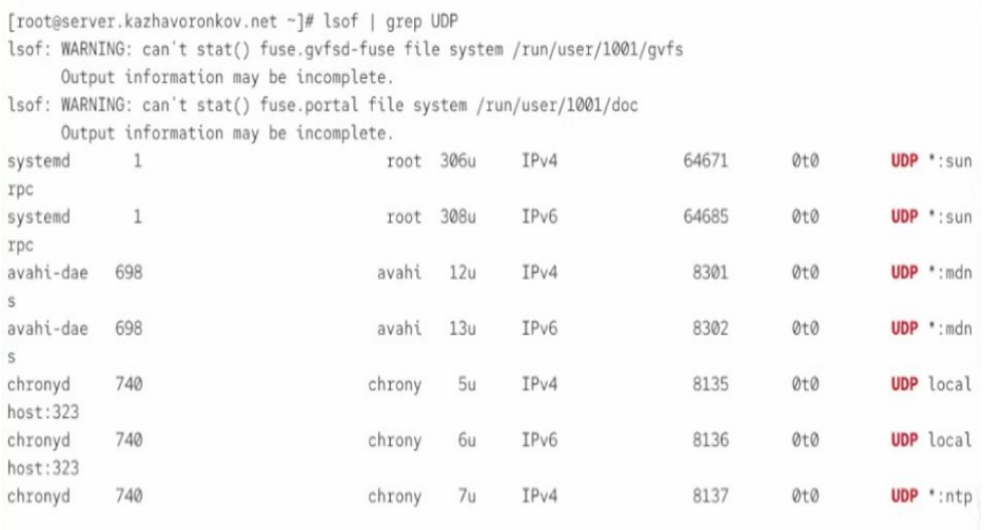 [root@server.kazhavoronkov.net ~]# lsof | grep UDP
lsof: WARNING: can't stat() fuse.gvfsd-fuse file system /run/user/1001/gvfs
      Output information may be incomplete.
lsof: WARNING: can't stat() fuse.portal file system /run/user/1001/doc
      Output information may be incomplete.
systemd       1                           root  306u     IPv4              64671       0t0        UDP *:sun
rpc
systemd       1                           root  308u     IPv6              64685       0t0        UDP *:sun
rpc
avahi-dae   698                          avahi   12u     IPv4               8301       0t0        UDP *:mdn
s
avahi-dae   698                          avahi   13u     IPv6               8302       0t0        UDP *:mdn
s
chronyd     740                         chrony    5u     IPv4               8135       0t0        UDP local
host:323
chronyd     740                         chrony    6u     IPv6               8136       0t0        UDP local
host:323
chronyd     740                         chrony    7u     IPv4               8137       0t0        UDP *:ntp